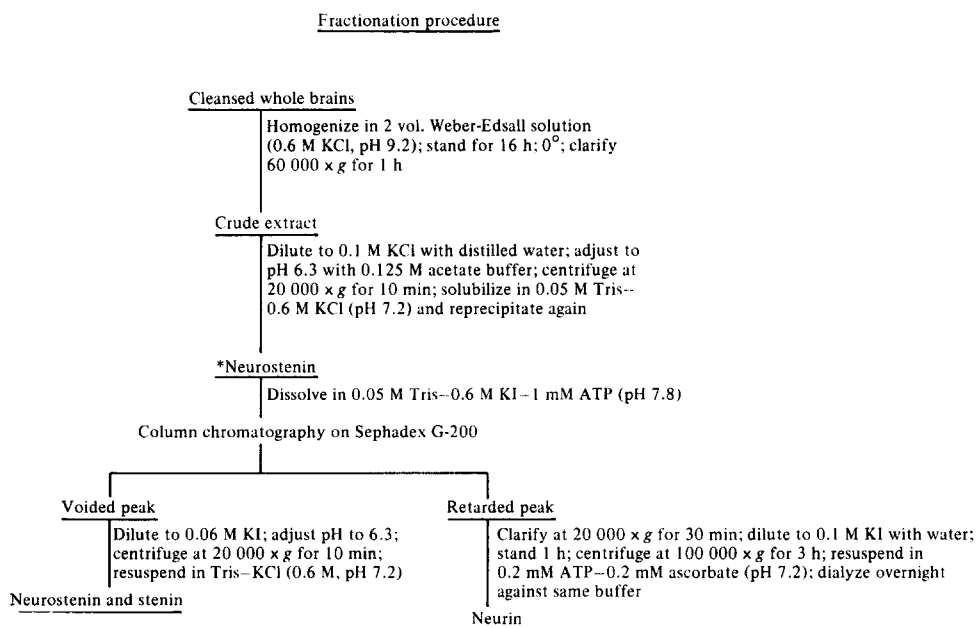 Fractionation procedure
Cleansed whole brains
Homogenize in 2 vol. Weber-Edsall solution
(0.6 M KCl, pH 9.2); stand for 16 h; 0°; clarify
60 000 x g for 1 h
Crude extract
Dilute to 0.1 M KCl with distilled water; adjust to
pH 6.3 with 0.125 M acetate buffer; centrifuge at
20 000 x g for 10 min; solubilize in 0.05 M Tris--
0.6 M KCl (pH 7.2) and reprecipitate again
*Neurostenin
Dissolve in 0.05 M Tris–0.6 M KI–1 mM ATP (pH 7.8)
Column chromatography on Sephadex G-200
Voided peak
Dilute to 0.06 M KI; adjust pH to 6.3;
centrifuge at 20 000 x g for 10 min;
resuspend in Tris–KCl (0.6 M, pH 7.2)
Neurostenin and stenin
Retarded peak
Clarify at 20 000 x g for 30 min; dilute to 0.1 M KI with water;
stand 1 h; centrifuge at 100 000 x g for 3 h; resuspend in
0.2 mM ATP–0.2 mM ascorbate (pH 7.2); dialyze overnight
against same buffer
Neurin